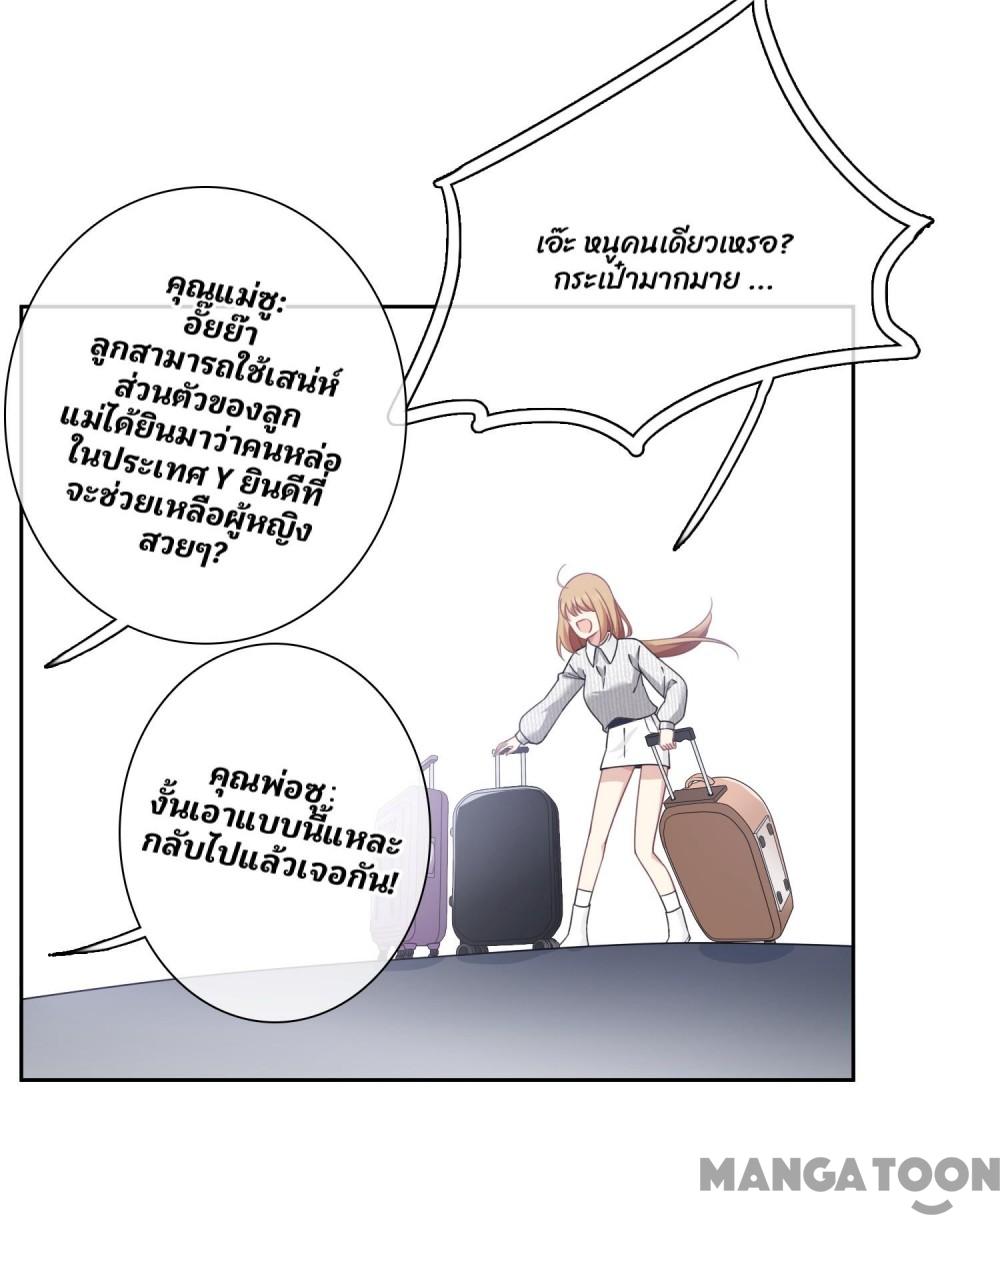 เอ๊ะ หนูคนเดียวเหรอ?
กระเป๋ามากมาย ...
คุณแม่ซู:
อั๊ยย๊า
ลูกสามารถใช้เสน่ห์
ส่วนตัวของลูก
แม่ได้ยินมาว่าคนหล่อ
ในประเทศ Y ยินดีที่
จะช่วยเหลือผู้หญิง
สวยๆ?
คุณพ่อซู:
งั้นเอาแบบนี้แหละ
กลับไปแล้วเจอกัน!
MANGATOON